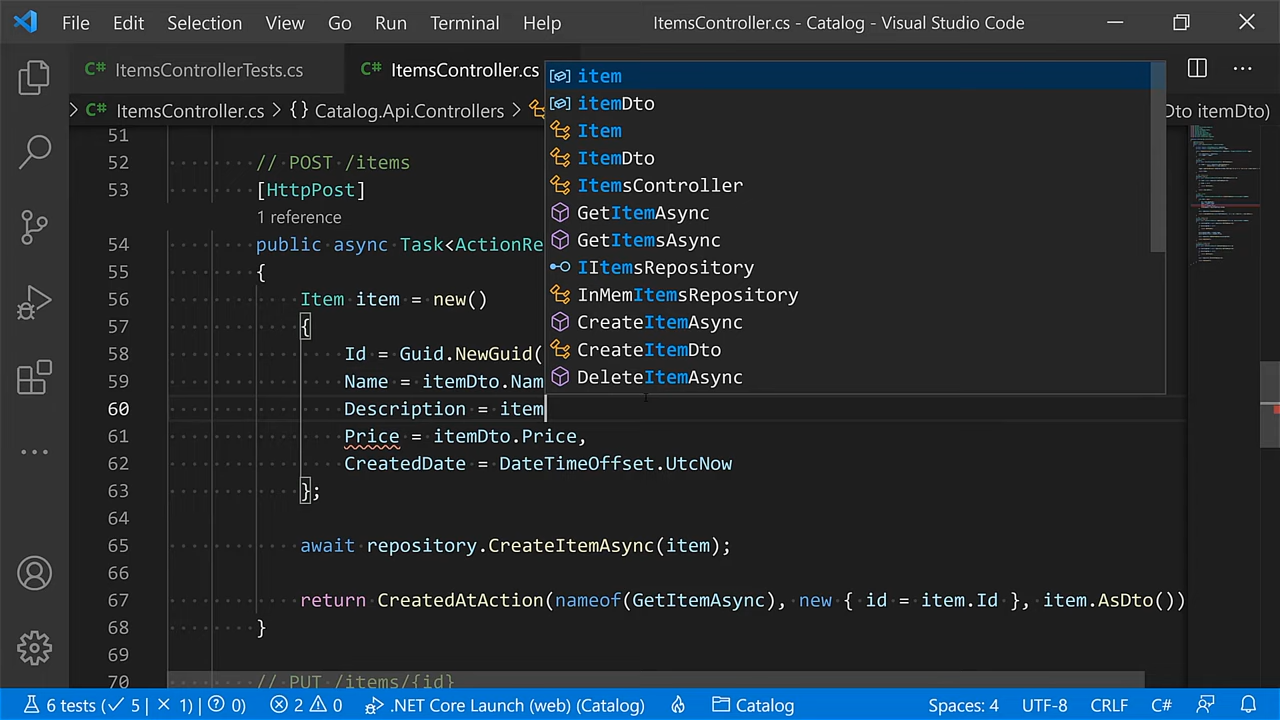 File Edit Selection View Go Run Terminal Help ItemsController.cs - Catalog - Visual Studio Code
C# ItemsControllerTests.cs C# ItemsController.cs
> C# ItemsController.cs > {} Catalog.Api.Controllers > Dto itemDto)
item
itemDto
Item
ItemDto
ItemsController
GetItemAsync
GetItemsAsync
IItemsRepository
InMemItemsRepository
CreateItemAsync
CreateItemDto
DeleteItemAsync
51
52 // POST /items
53 [HttpPost]
1 reference
54 public async Task<ActionRe
55 {
56 Item item = new()
57 {
58 Id = Guid.NewGuid(
59 Name = itemDto.Nam
60 Description = item
61 Price = itemDto.Price,
62 CreatedDate = DateTimeOffset.UtcNow
63 };
64
65 await repository.CreateItemAsync(item);
66
67 return CreatedAtAction(nameof(GetItemAsync), new { id = item.Id }, item.AsDto())
68 }
69
70 // PUT /items/{id}
6 tests (✓ 5 | × 1) | ? 0) 2 0 .NET Core Launch (web) (Catalog) Catalog Spaces: 4 UTF-8 CRLF C#